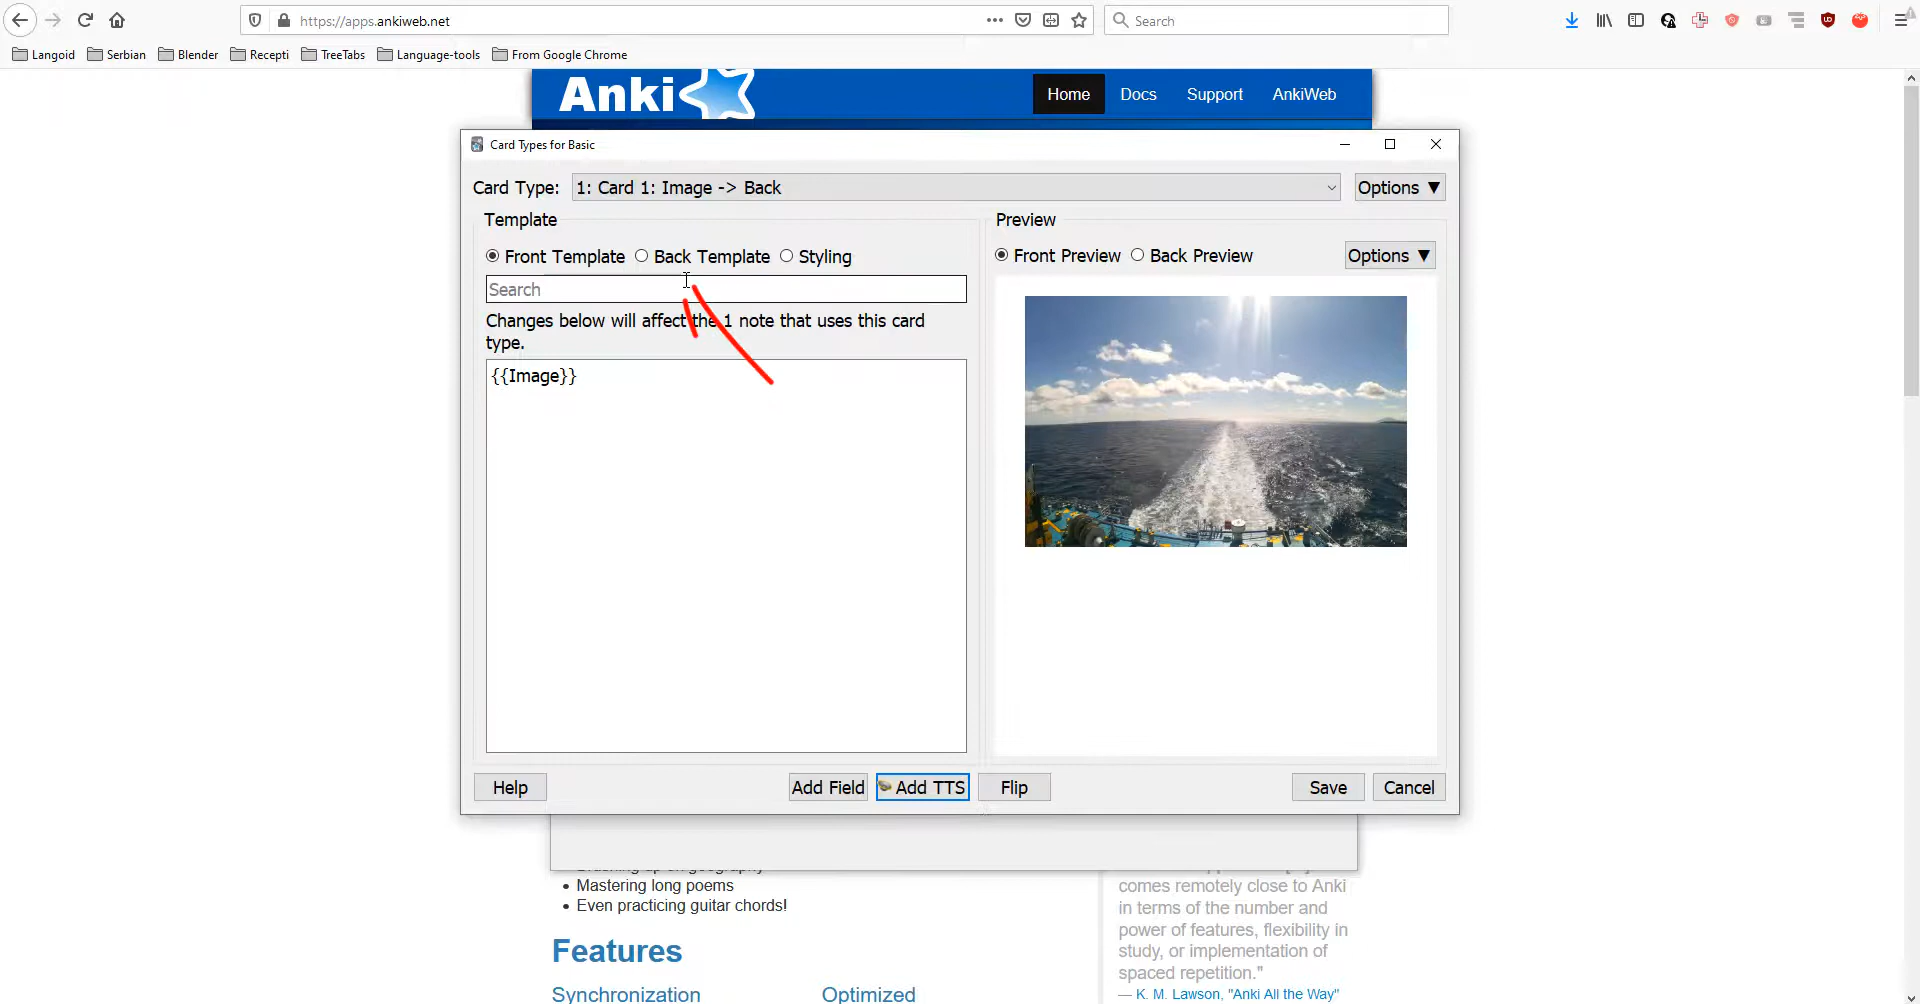 https://apps.ankiweb.net
Search
Langoid
Serbian
Blender
Recepti
TreeTabs
Language-tools
From Google Chrome
Anki
Home
Docs
Support
AnkiWeb
Card Types for Basic
Card Type:
1: Card 1: Image -> Back
Options ▼
Template
Front Template
Back Template
Styling
Search
Changes below will affect the 1 note that uses this card
type.
{{Image}}
Preview
Front Preview
Back Preview
Options ▼
Help
Add Field
Add TTS
Flip
Save
Cancel
• Mastering long poems
• Even practicing guitar chords!
Features
Synchronization
Optimized
comes remotely close to Anki
in terms of the number and
power of features, flexibility in
study, or implementation of
spaced repetition."
— K. M. Lawson, "Anki All the Way"